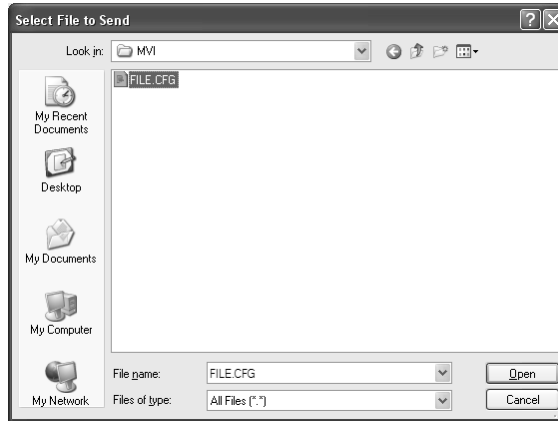 Select File to Send
Look in: MVI
FILE.CFG
My Recent
Documents
Desktop
My Documents
My Computer
My Network
File name: FILE.CFG Open
Files of type: All Files (*.*) Cancel